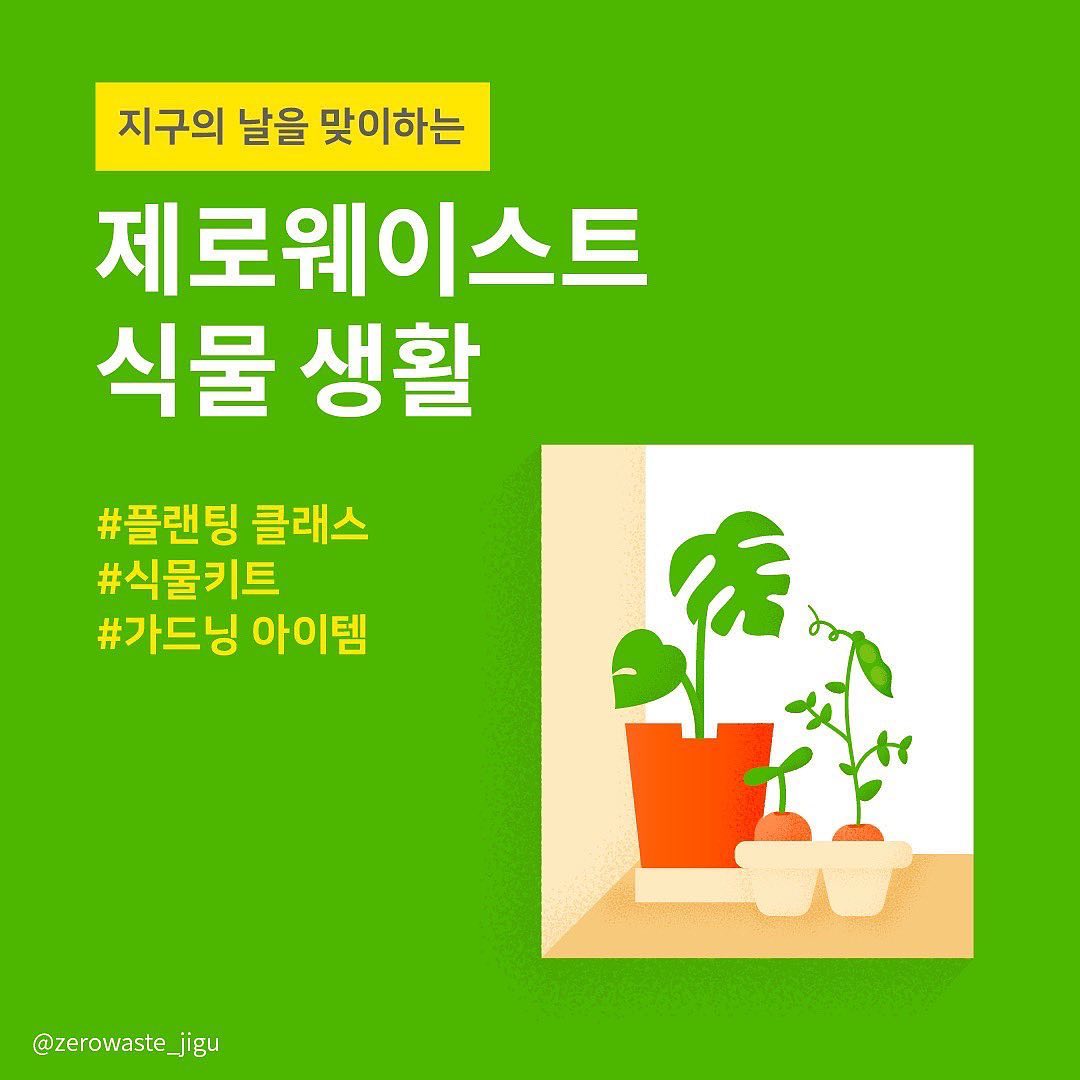 지구의 날을 맞이하는
제로웨이스트
식물 생활
#플랜팅 클래스
#식물키트
#가드닝 아이템
@zerowaste_jigu